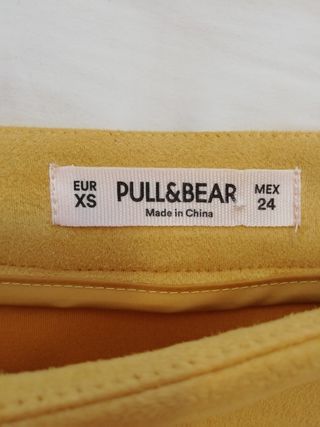 EUR
XS
PULL&BEAR
Made in China
MEX
24